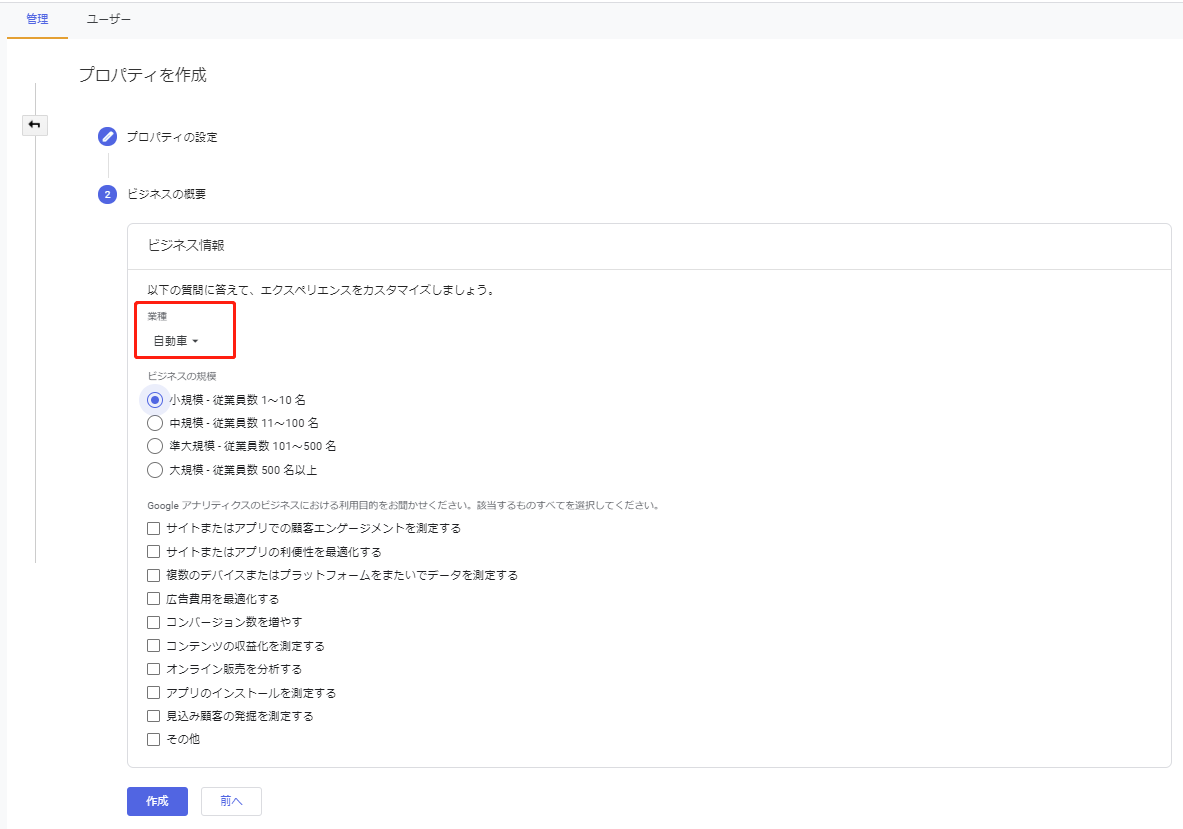 管理 ユーザー
プロパティを作成
プロパティの設定
2 ビジネスの概要
ビジネス情報
以下の質問に答えて、エクスペリエンスをカスタマイズしましょう。
業種
自動車
ビジネスの規模
小規模 - 従業員数 1～10 名
中規模 - 従業員数 11～100 名
準大規模 - 従業員数 101～500 名
大規模 - 従業員数 500 名以上
Google アナリティクスのビジネスにおける利用目的をお聞かせください。該当するものすべてを選択してください。
サイトまたはアプリでの顧客エンゲージメントを測定する
サイトまたはアプリの利便性を最適化する
複数のデバイスまたはプラットフォームをまたいでデータを測定する
広告費用を最適化する
コンバージョン数を増やす
コンテンツの収益化を測定する
オンライン販売を分析する
アプリのインストールを測定する
見込み顧客の発掘を測定する
その他
作成 前へ